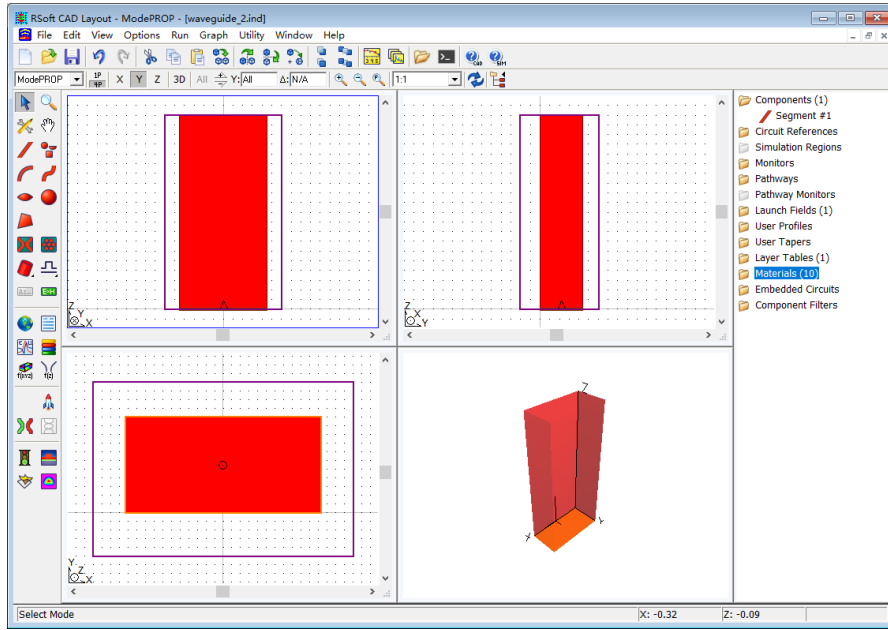 RSoft CAD Layout - ModePROP - [waveguide_2.ind]
File Edit View Options Run Graph Utility Window Help
ModePROP 1P X Y Z 3D All Y: All Δ: N/A 1:1
Components (1)
Segment #1
Circuit References
Simulation Regions
Monitors
Pathways
Pathway Monitors
Launch Fields (1)
User Profiles
User Tapers
Layer Tables (1)
Materials (10)
Embedded Circuits
Component Filters
Z
Y
X
Z
X
Y
Y
Z
X
Z
X
Y
f(xyz) f(z)
Select Mode X: -0.32 Z: -0.09